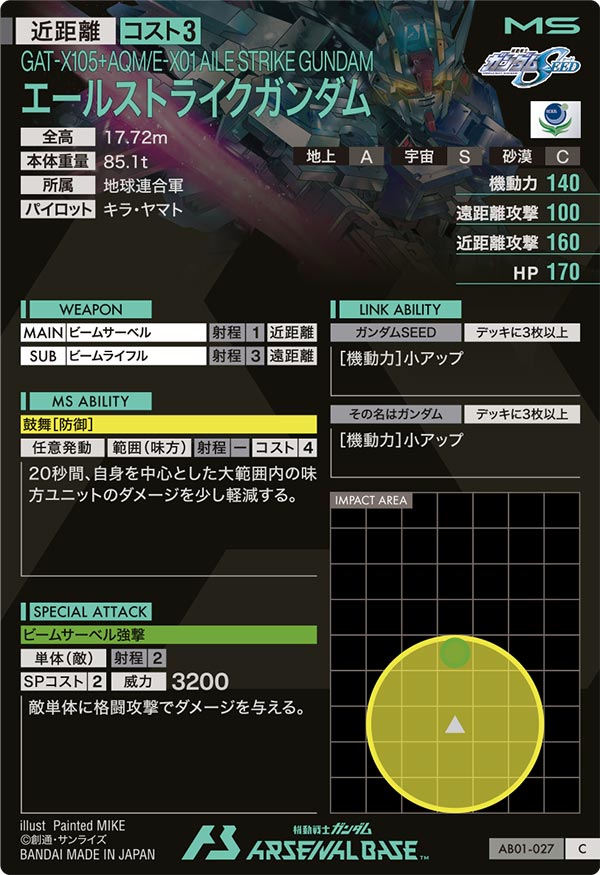 近距離 コスト3
MS
GAT-X105+AQM/E-X01 AILE STRIKE GUNDAM
エールストライクガンダム
機動戦士 ガンダム SEED
全高 17.72m
本体重量 85.1t
所属 地球連合軍
パイロット キラ・ヤマト
地上 A 宇宙 S 砂漠 C
機動力 140
遠距離攻撃 100
近距離攻撃 160
HP 170
WEAPON
MAIN ビームサーベル 射程 1 近距離
SUB ビームライフル 射程 3 遠距離
MS ABILITY
鼓舞[防御]
任意発動 範囲(味方) 射程 ー コスト 4
20秒間、自身を中心とした大範囲内の味
方ユニットのダメージを少し軽減する。
SPECIAL ATTACK
ビームサーベル強撃
単体(敵) 射程 2
SPコスト 2 威力 3200
敵単体に格闘攻撃でダメージを与える。
LINK ABILITY
ガンダムSEED デッキに3枚以上
[機動力]小アップ
その名はガンダム デッキに3枚以上
[機動力]小アップ
IMPACT AREA
illust Painted MIKE
©創通・サンライズ
BANDAI MADE IN JAPAN
機動戦士ガンダム
ARSENAL BASE™
AB01-027 C